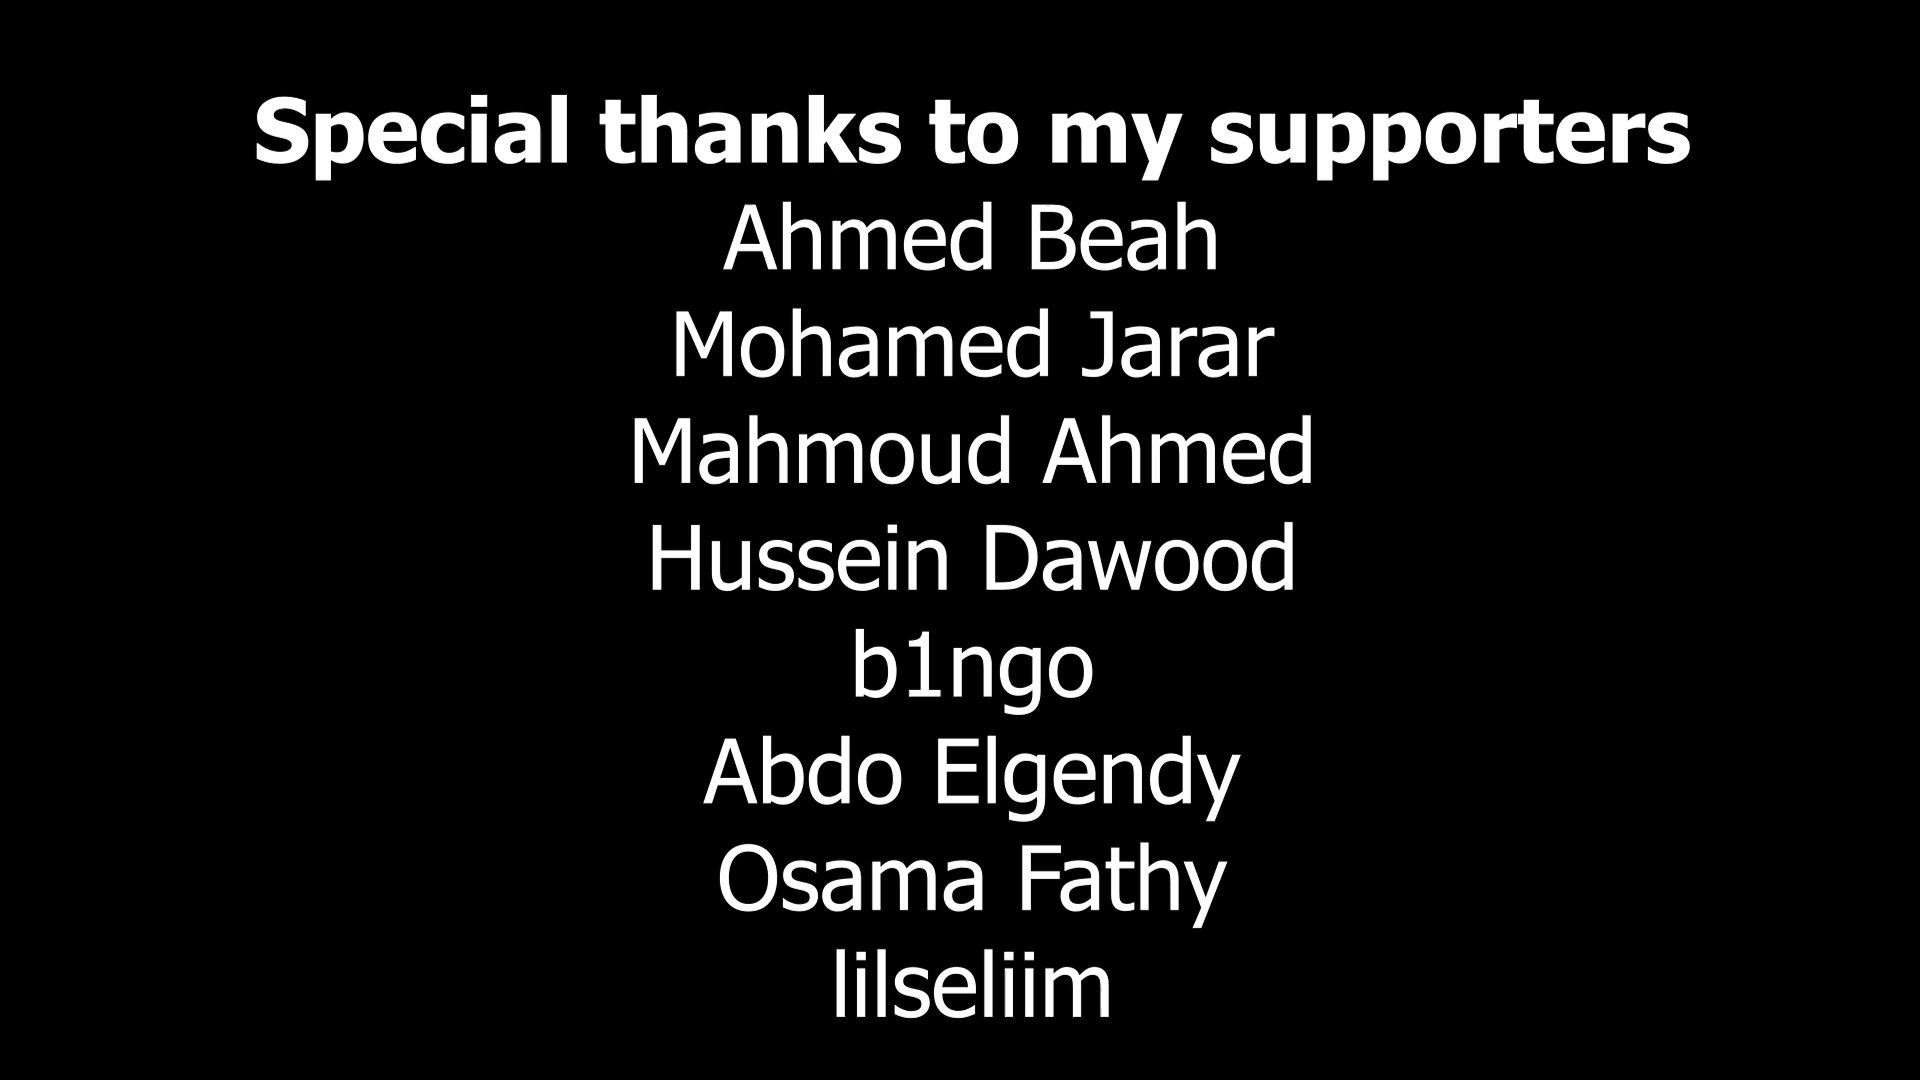 Special thanks to my supporters
Ahmed Beah
Mohamed Jarar
Mahmoud Ahmed
Hussein Dawood
b1ngo
Abdo Elgendy
Osama Fathy
lilseliim